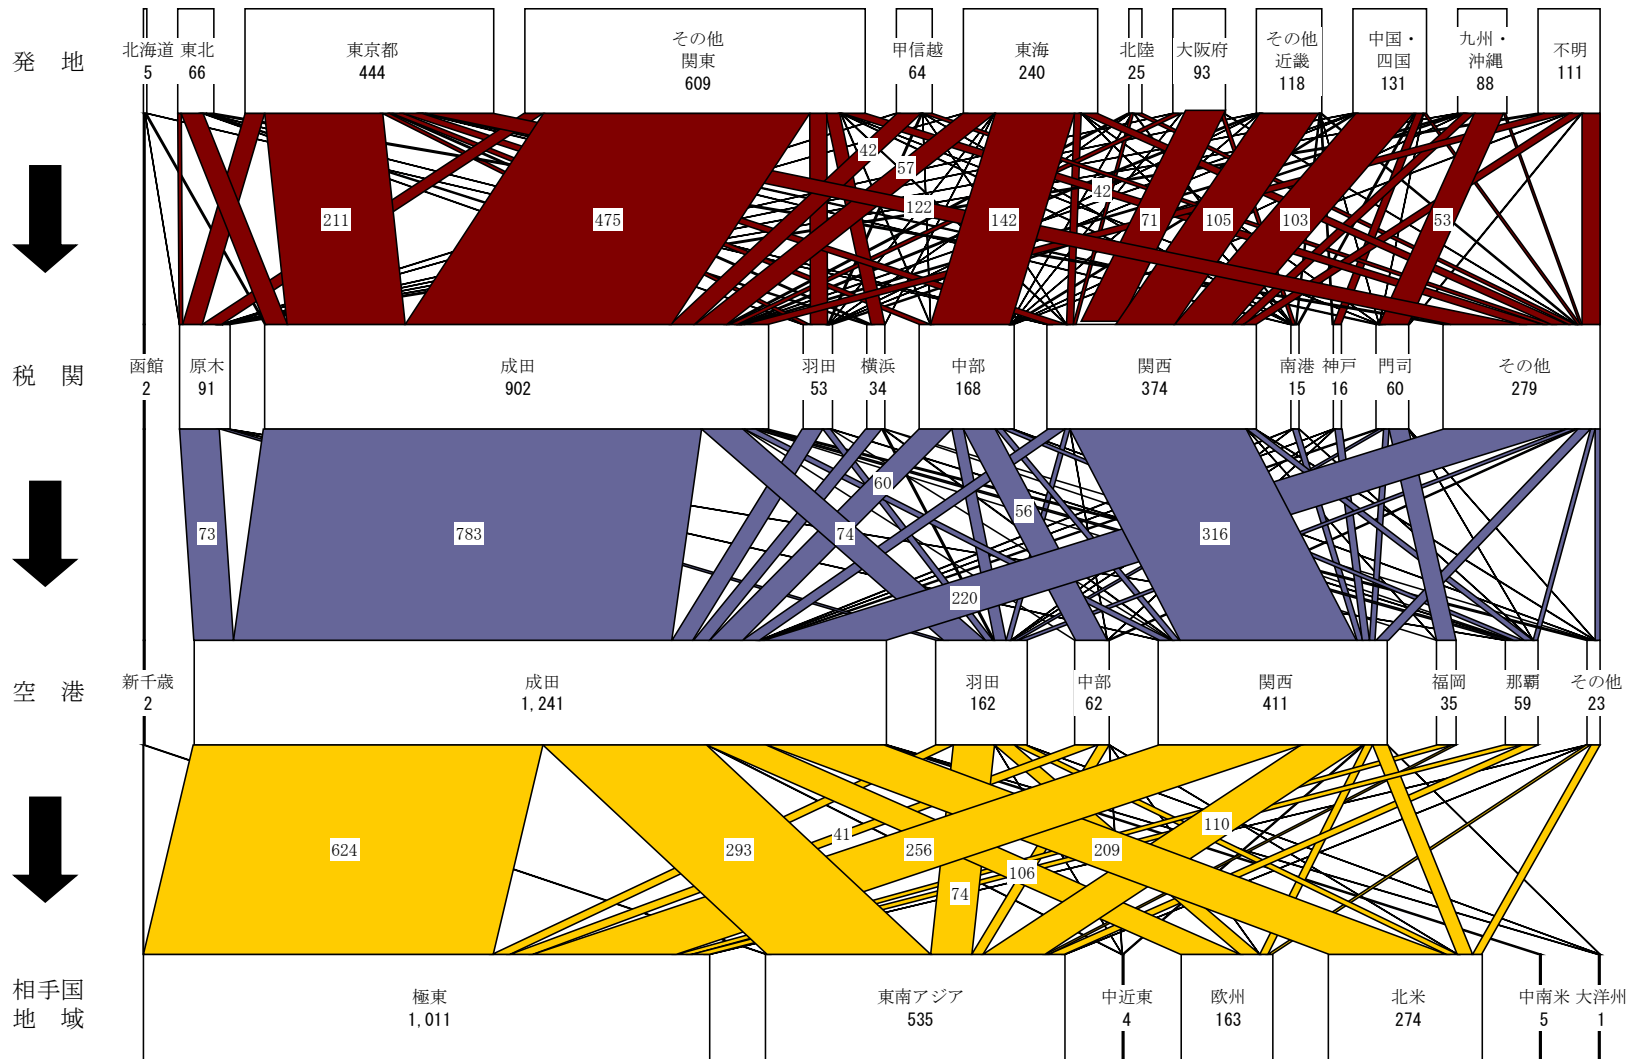 発 地
北海道
5
東北
66
東京都
444
その他
関東
609
甲信越
64
東海
240
北陸
25
大阪府
93
その他
近畿
118
中国・
四国
131
九州・
沖縄
88
不明
111
42
57
122
42
211
475
142
71
105
103
53
税 関
函館
2
原木
91
成田
902
羽田
53
横浜
34
中部
168
関西
374
南港
15
神戸
16
門司
60
その他
279
60
56
73
783
74
316
220
空 港
新千歳
2
成田
1,241
羽田
162
中部
62
関西
411
福岡
35
那覇
59
その他
23
110
41
624
293
256
209
106
74
相手国
地 域
極東
1,011
東南アジア
535
中近東
4
欧州
163
北米
274
中南米
5
大洋州
1